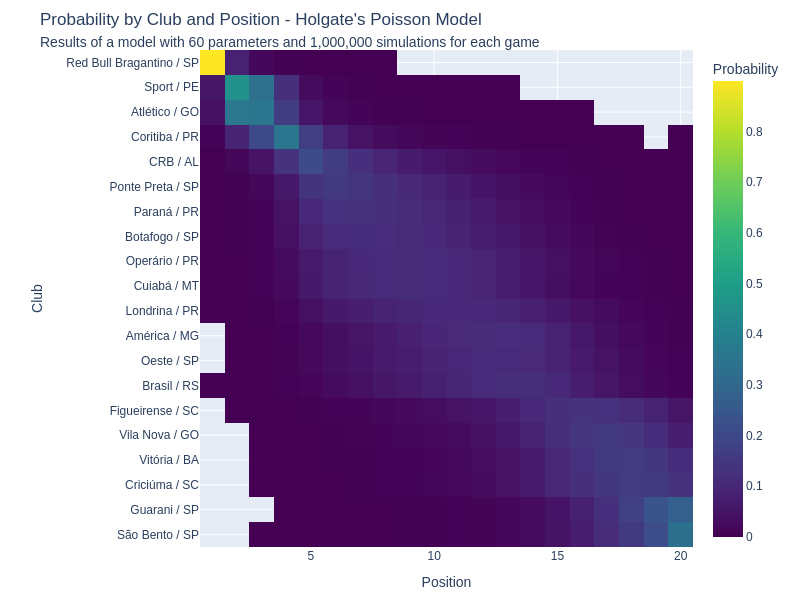 Probability by Club and Position - Holgate's Poisson Model
Results of a model with 60 parameters and 1,000,000 simulations for each game
Probability
Club
Red Bull Bragantino / SP
Sport / PE
Atlético / GO
Coritiba / PR
CRB / AL
Ponte Preta / SP
Paraná / PR
Botafogo / SP
Operário / PR
Cuiabá / MT
Londrina / PR
América / MG
Oeste / SP
Brasil / RS
Figueirense / SC
Vila Nova / GO
Vitória / BA
Criciúma / SC
Guarani / SP
São Bento / SP
0.8
0.7
0.6
0.5
0.4
0.3
0.2
0.1
0
5 10 15 20
Position